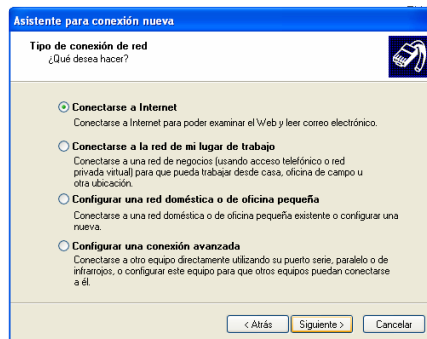 Asistente para conexión nueva
Tipo de conexión de red
¿Qué desea hacer?
Conectarse a Internet
Conectarse a Internet para poder examinar el Web y leer correo electrónico.
Conectarse a la red de mi lugar de trabajo
Conectarse a una red de negocios (usando acceso telefónico o red
privada virtual) para que pueda trabajar desde casa, oficina de campo u
otra ubicación.
Configurar una red doméstica o de oficina pequeña
Conectarse a una red doméstica o de oficina pequeña existente o configurar una
nueva.
Configurar una conexión avanzada
Conectarse a otro equipo directamente utilizando su puerto serie, paralelo o de
infrarrojos, o configurar este equipo para que otros equipos puedan conectarse
a él.
< Atrás Siguiente > Cancelar